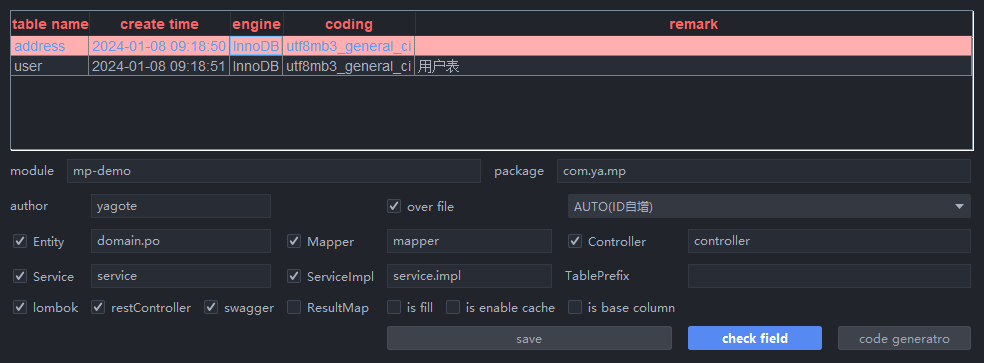 table name create time engine coding remark
address 2024-01-08 09:18:50 InnoDB utf8mb3_general_ci
user 2024-01-08 09:18:51 InnoDB utf8mb3_general_ci 用户表
module mp-demo package com.ya.mp
author yagote over file AUTO(ID自增)
Entity domain.po Mapper mapper Controller controller
Service service ServiceImpl service.impl TablePrefix
lombok restController swagger ResultMap is fill is enable cache is base column
save check field code generatro